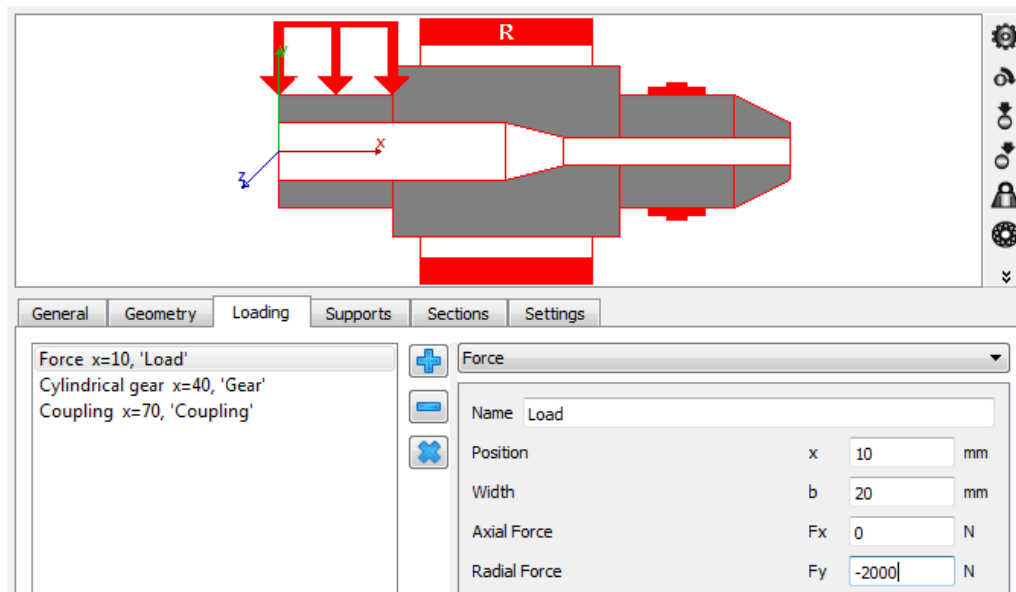 R
y
x
z
General Geometry Loading Supports Sections Settings
Force x=10, 'Load'
Cylindrical gear x=40, 'Gear'
Coupling x=70, 'Coupling'
Force
Name Load
Position x 10 mm
Width b 20 mm
Axial Force Fx 0 N
Radial Force Fy -2000 N